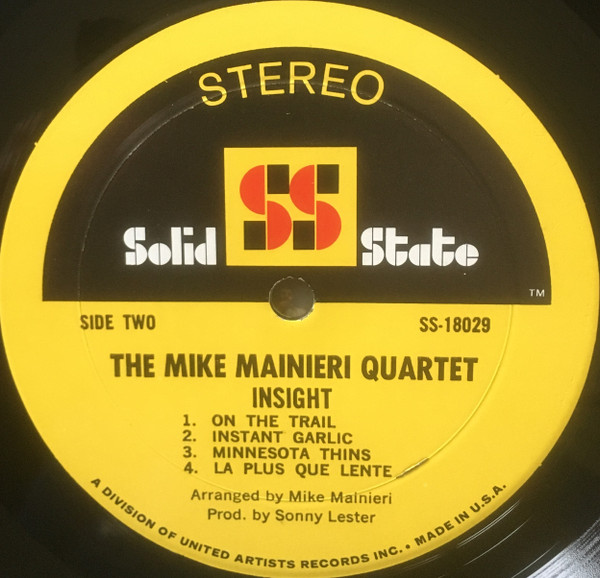 STEREO
SS
Solid State
TM
SIDE TWO
SS-18029
THE MIKE MAINIERI QUARTET
INSIGHT
1. ON THE TRAIL
2. INSTANT GARLIC
3. MINNESOTA THINS
4. LA PLUS QUE LENTE
Arranged by Mike Mainieri
Prod. by Sonny Lester
A DIVISION OF UNITED ARTISTS RECORDS INC. • MADE IN U.S.A.